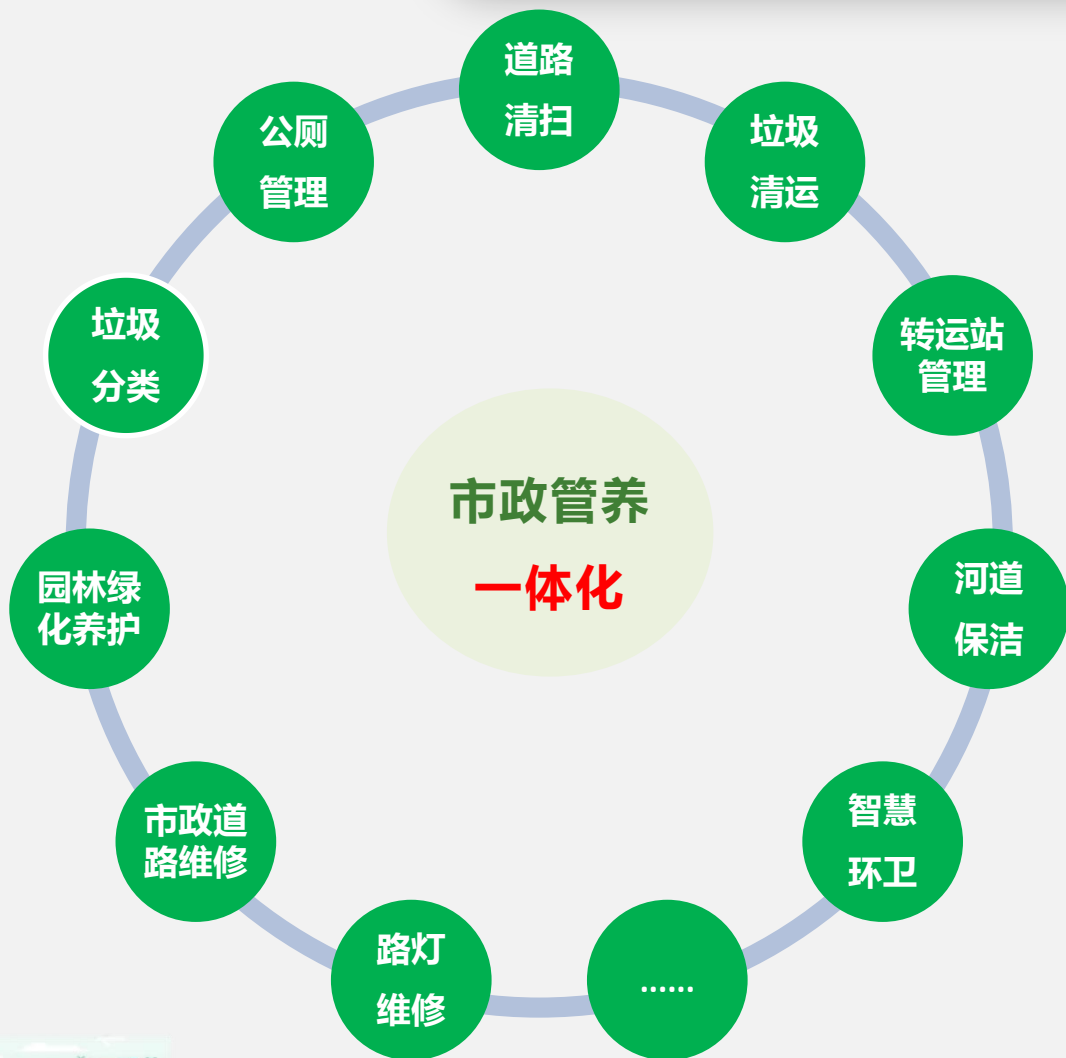 道路
清扫
垃圾
清运
转运站
管理
河道
保洁
智慧
环卫
......
路灯
维修
市政道
路维修
园林绿
化养护
垃圾
分类
公厕
管理
市政管养
一体化